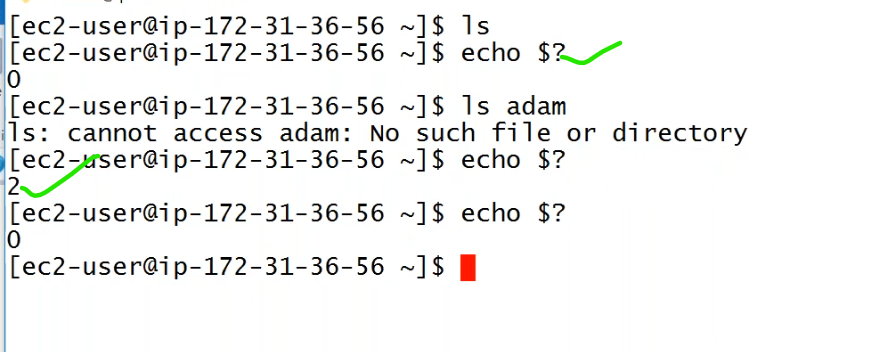 [ec2-user@ip-172-31-36-56 ~]$ ls
[ec2-user@ip-172-31-36-56 ~]$ echo $?
0
[ec2-user@ip-172-31-36-56 ~]$ ls adam
ls: cannot access adam: No such file or directory
[ec2-user@ip-172-31-36-56 ~]$ echo $?
2
[ec2-user@ip-172-31-36-56 ~]$ echo $?
0
[ec2-user@ip-172-31-36-56 ~]$